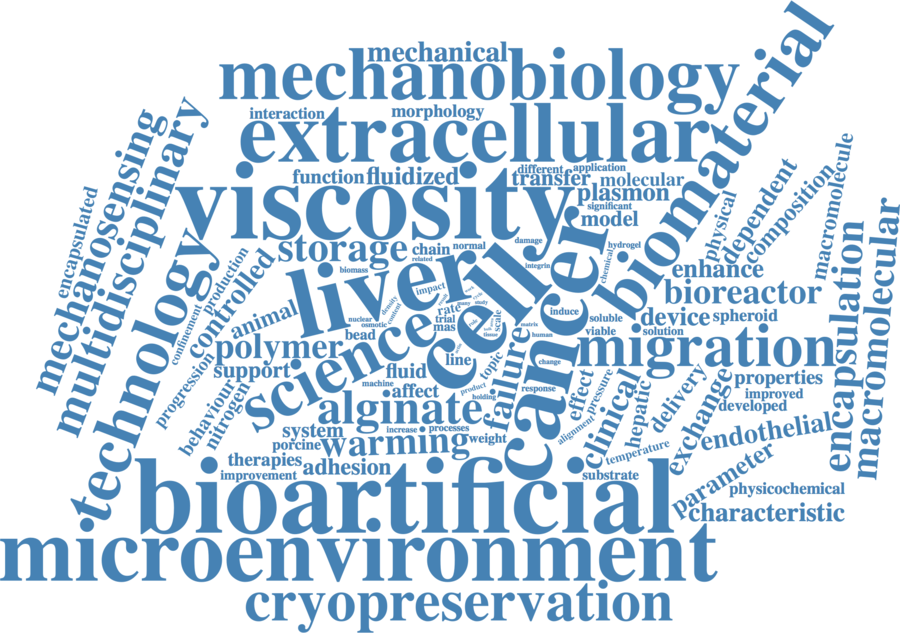 mechanical
mechanobiology
interaction
morphology
extracellular
different
application
function
fluidized
transfer
molecular
plasmon
significant
model
viscosity
biomaterial
mechanosensing
multidisciplinary
encapsulated
technology
storage
chain
normal
related
damage
integrin
chemical
hydrogel
physical
dependent
composition
macromolecule
macromolecular
encapsulation
enhance
bioreactor
device
spheroid
solution
soluble
viable
migration
production
controlled
confinement
progression
animal
polymer
support
behaviour
nitrogen
biomass
liver
impact
density
content
nuclear
osmotic
bead
rate
trial
mas
many
study
scale
matrix
human
induce
cell
cancer
science
line
topic
change
fluid
machine
affect
product
holding
response
failure
effect
pressure
alignment
clinical
hepatic
delivery
exchange
properties
improved
developed
endothelial
parameter
temperature
substrate
physicochemical
characteristic
alginate
increase
processes
system
porcine
warming
weight
therapies
adhesion
improvement
bioartificial
microenvironment
cryopreservation